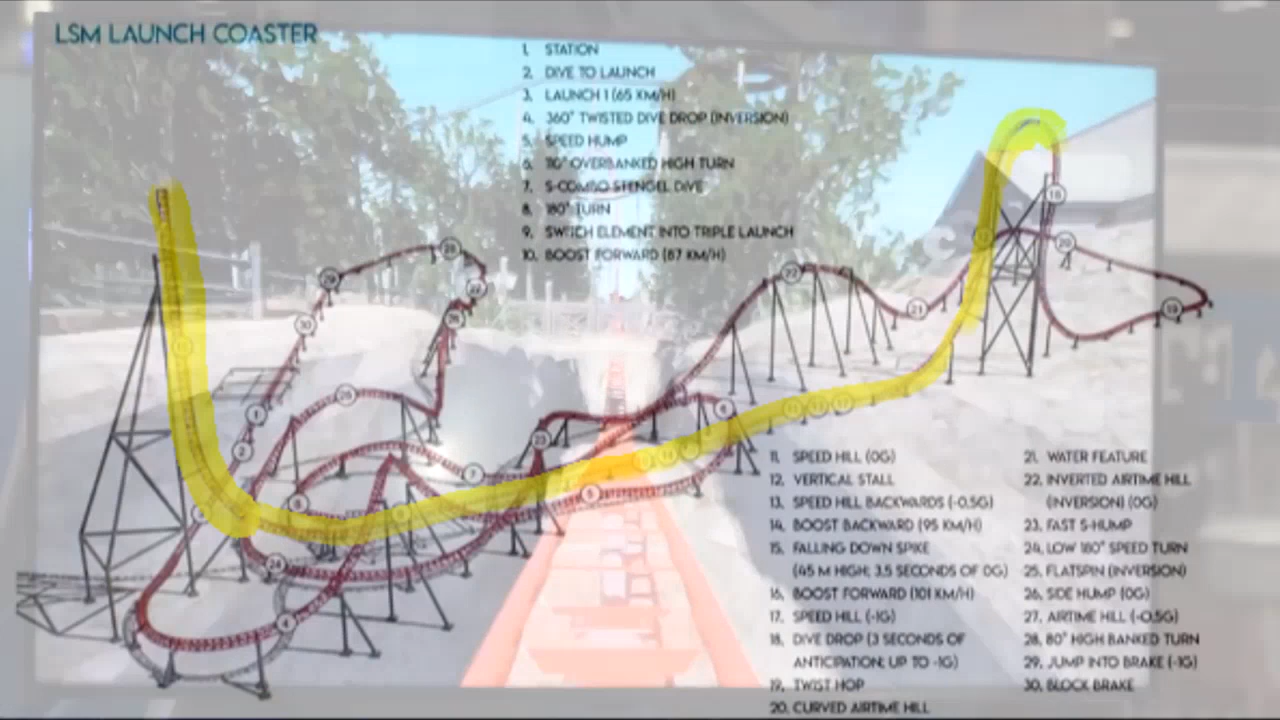 LSM LAUNCH COASTER
1. STATION
2. DIVE TO LAUNCH
3. LAUNCH 1 (65 KM/H)
4. 360° TWISTED DIVE DROP (INVERSION)
5. SPEED HUMP
6. 110° OVERBANKED HIGH TURN
7. S-COMBO STENGEL DIVE
8. 180° TURN
9. SWITCH ELEMENT INTO TRIPLE LAUNCH
10. BOOST FORWARD (67 KM/H)
11. SPEED HILL (0G)
12. VERTICAL STALL
13. SPEED HILL BACKWARDS (-0,5G)
14. BOOST BACKWARD (95 KM/H)
15. FALLING DOWN SPIKE
(45 M HIGH; 3.5 SECONDS OF 0G)
16. BOOST FORWARD (101 KM/H)
17. SPEED HILL (-1G)
18. DIVE DROP (3 SECONDS OF
ANTICIPATION; UP TO -1G)
19. TWIST HOP
20. CURVED AIRTIME HILL
21. WATER FEATURE
22. INVERTED AIRTIME HILL
(INVERSION) (0G)
23. FAST S-HUMP
24. LOW 180° SPEED TURN
25. FLATSPIN (INVERSION)
26. SIDE HUMP (0G)
27. AIRTIME HILL (-0,5G)
28. 80° HIGH BANKED TURN
29. JUMP INTO BRAKE (-1G)
30. BLOCK BRAKE